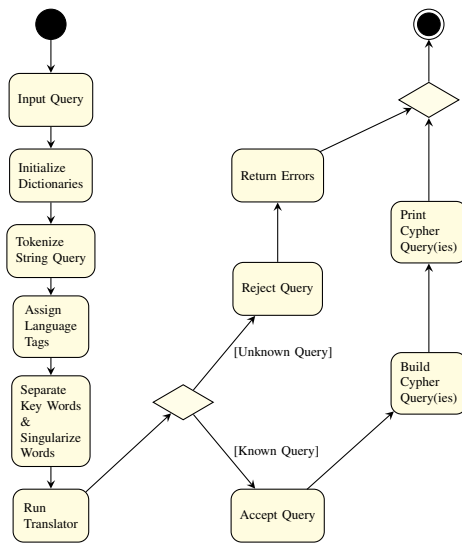 Input Query
Initialize
Dictionaries
Tokenize
String Query
Assign
Language
Tags
Separate
Key Words
&
Singularize
Words
Run
Translator
[Unknown Query]
[Known Query]
Reject Query
Return Errors
Accept Query
Build
Cypher
Query(ies)
Print
Cypher
Query(ies)